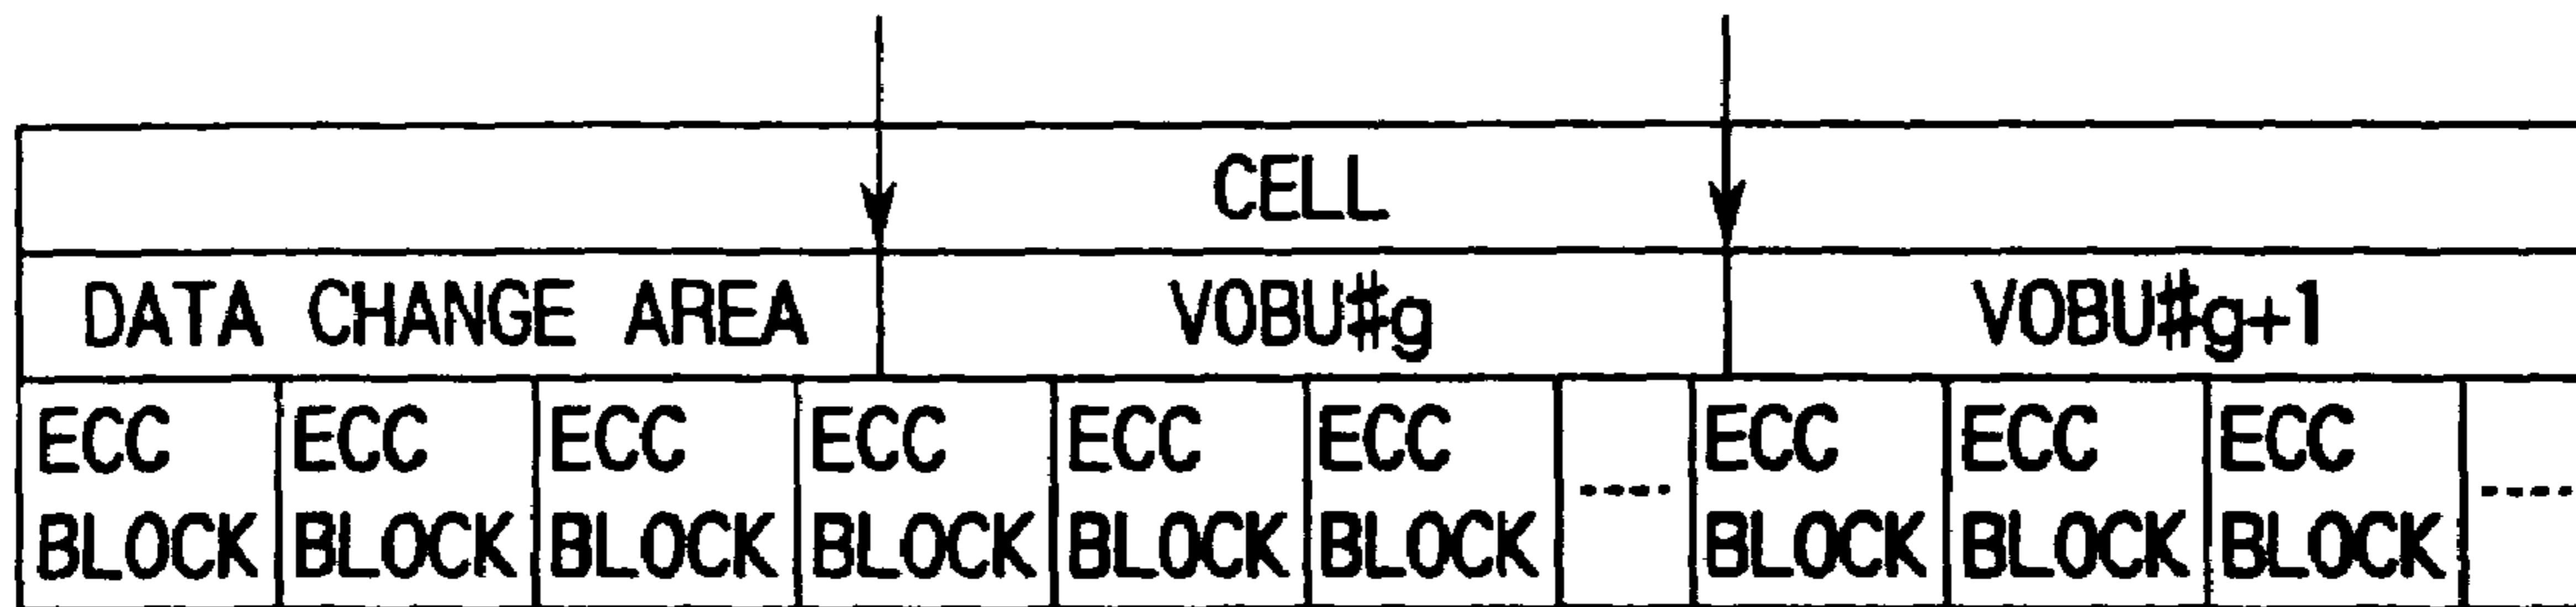 CELL
DATA CHANGE AREA VOBU#g VOBU#g+1
ECC ECC ECC ECC ECC ECC ---- ECC ECC ECC ----
BLOCK BLOCK BLOCK BLOCK BLOCK BLOCK BLOCK BLOCK BLOCK